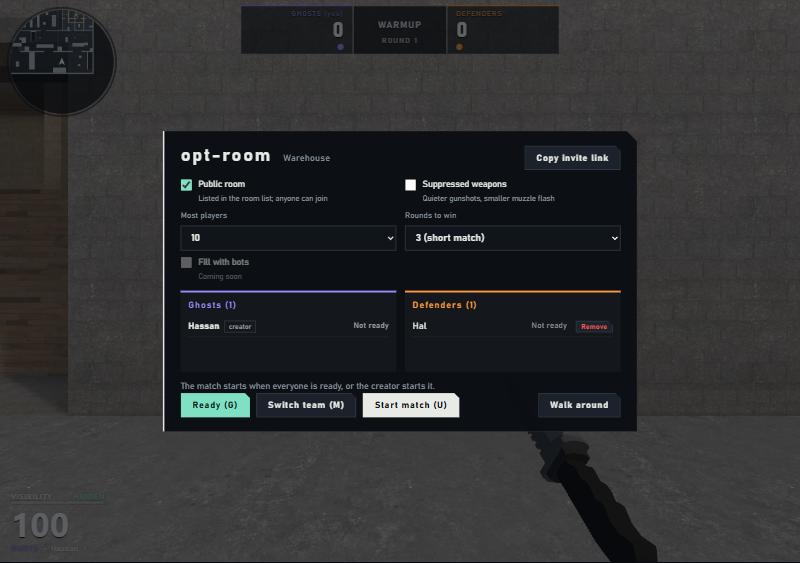 GHOSTS (you)
0
WARMUP
ROUND 1
DEFENDERS
0
opt-room Warehouse
Copy invite link
Public room
Listed in the room list; anyone can join
Suppressed weapons
Quieter gunshots, smaller muzzle flash
Most players
10
Rounds to win
3 (short match)
Fill with bots
Coming soon
Ghosts (1)
Hassan creator Not ready
Defenders (1)
Hal Not ready Remove
The match starts when everyone is ready, or the creator starts it.
Ready (G) Switch team (M) Start match (U) Walk around
VISIBILITY HIDDEN
100
Hassan